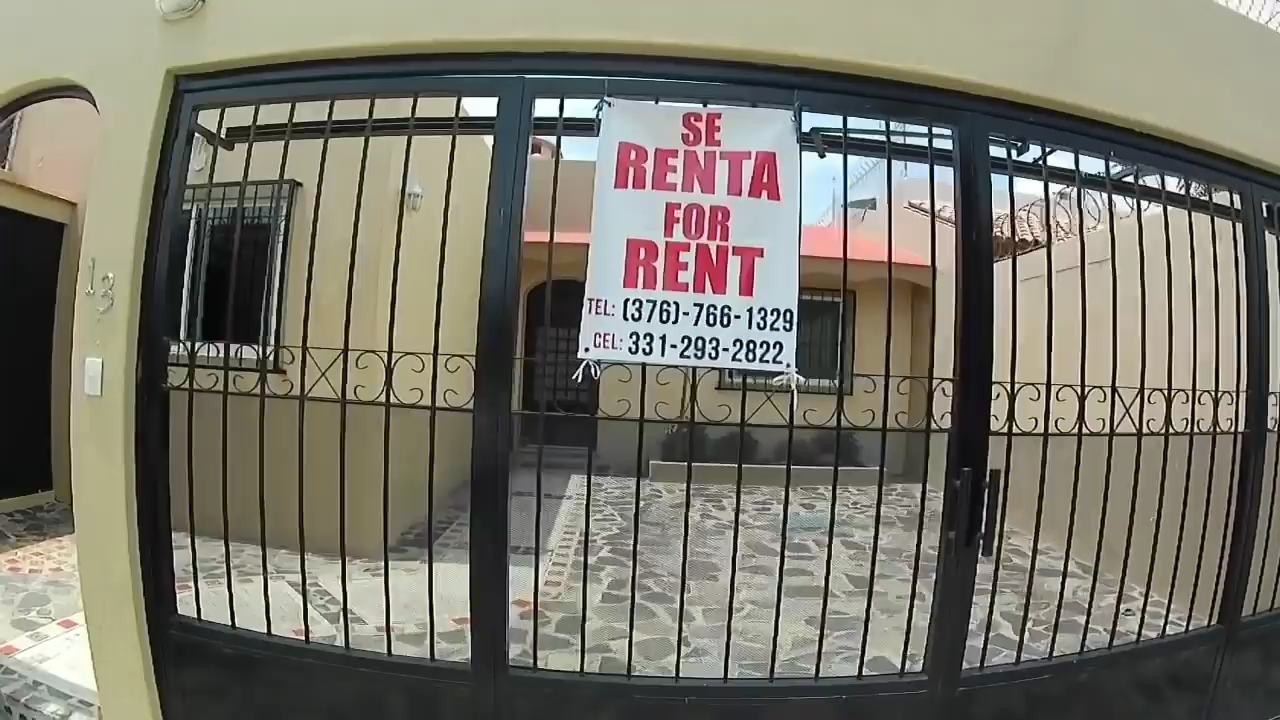 SE
RENTA
FOR
RENT
TEL: (376)-766-1329
CEL: 331-293-2822
13